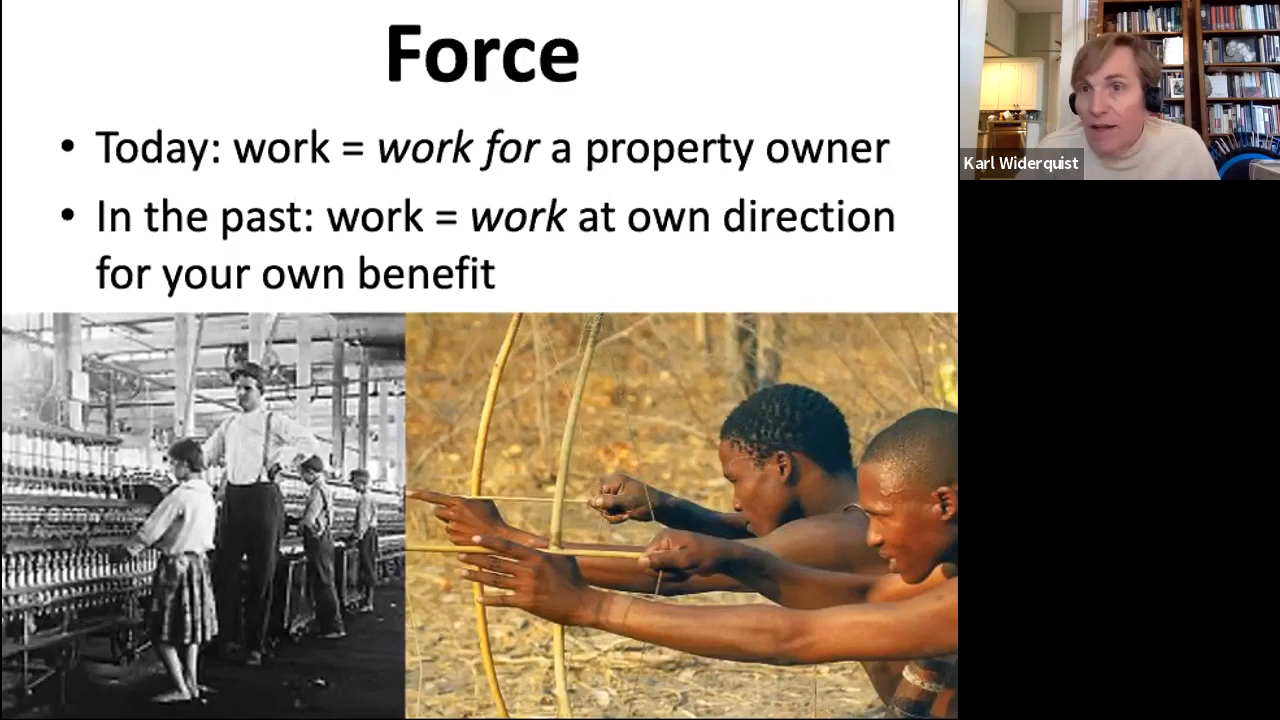 Force
• Today: work = work for a property owner
• In the past: work = work at own direction
for your own benefit
Karl Widerquist